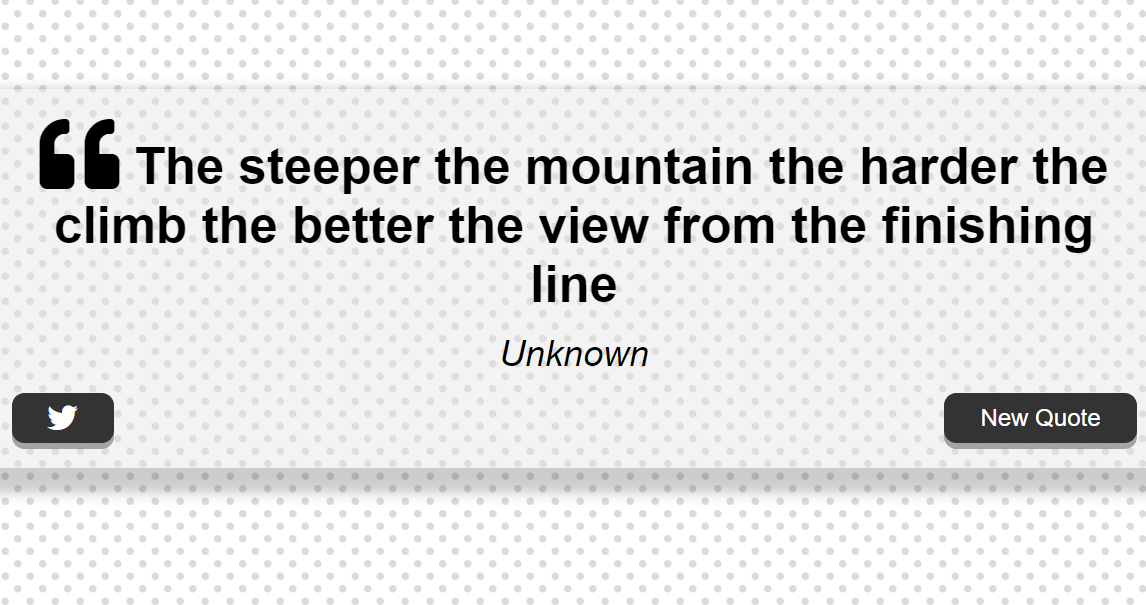 “ The steeper the mountain the harder the
climb the better the view from the finishing
line
Unknown
New Quote